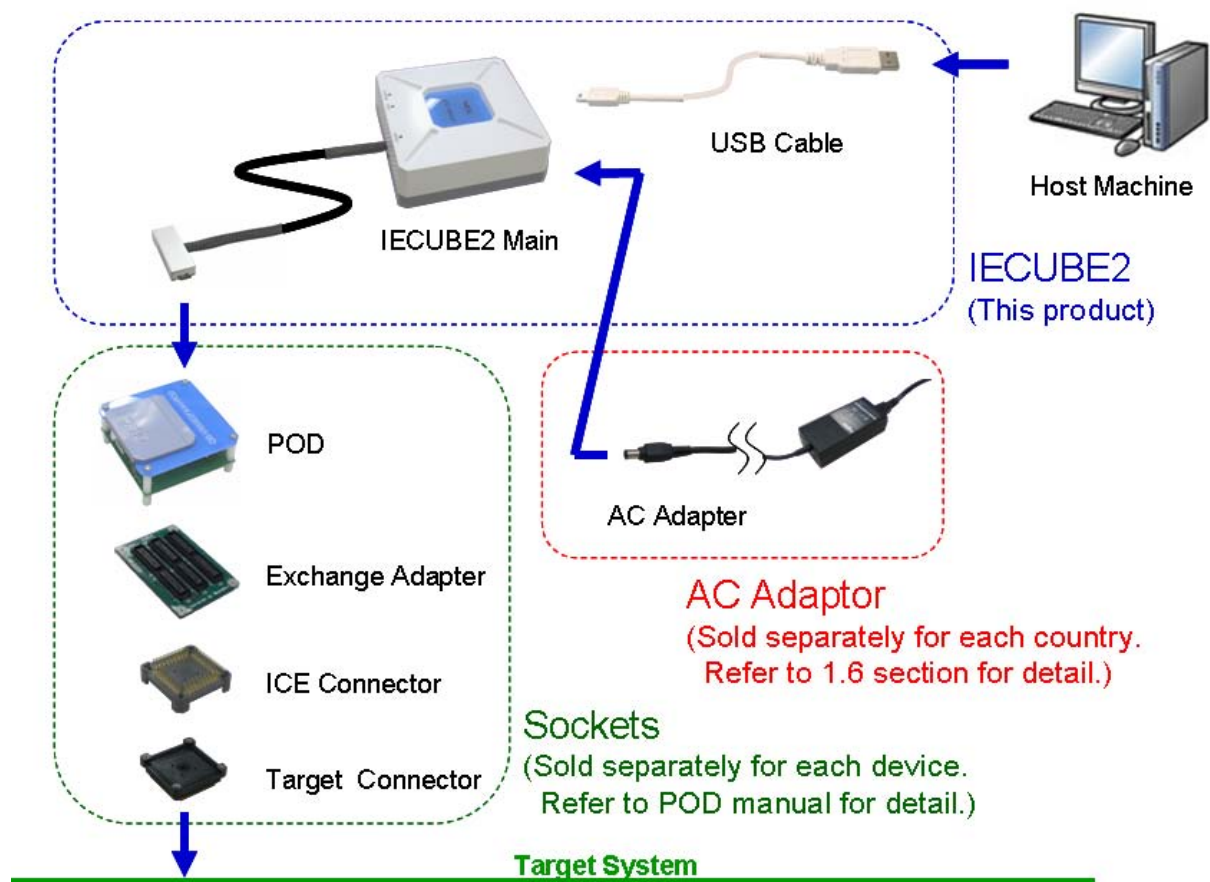 USB Cable
Host Machine
IECUBE2 Main
IECUBE2
(This product)
POD
AC Adapter
Exchange Adapter
AC Adaptor
(Sold separately for each country.
Refer to 1.6 section for detail.)
ICE Connector
Sockets
(Sold separately for each device.
Refer to POD manual for detail.)
Target Connector
Target System